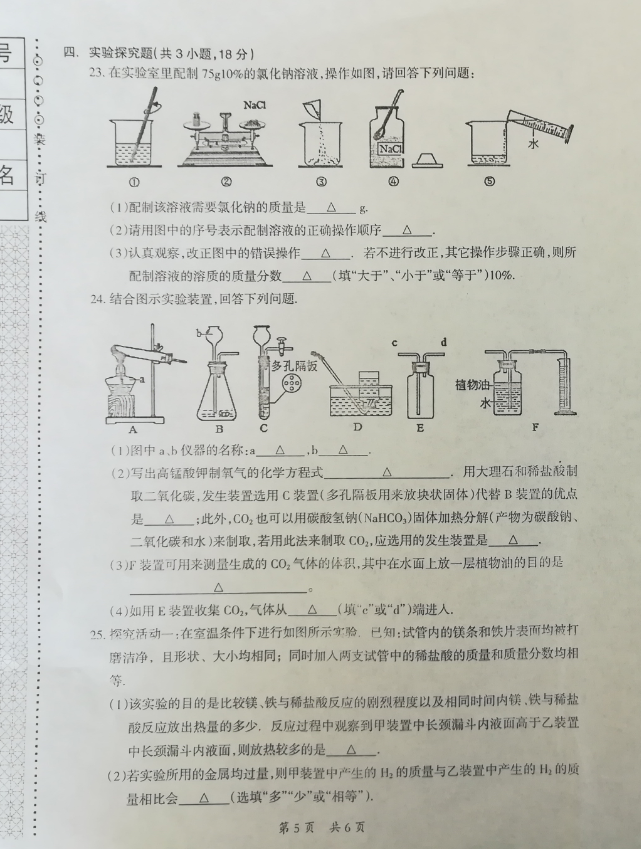 号
级
名
装
订
线
四. 实验探究题(共 3 小题,18 分)
23. 在实验室里配制 75g10%的氯化钠溶液,操作如图,请回答下列问题:
NaCl
NaCl
水
① ② ③ ④ ⑤
(1)配制该溶液需要氯化钠的质量是 △ g.
(2)请用图中的序号表示配制溶液的正确操作顺序 △ .
(3)认真观察,改正图中的错误操作 △ . 若不进行改正,其它操作步骤正确,则所
配制溶液的溶质的质量分数 △ (填“大于”、“小于”或“等于”)10%.
24. 结合图示实验装置,回答下列问题.
a
b
多孔隔板
c d
植物油
水
A B C D E F
(1)图中 a、b 仪器的名称:a △ ,b △ .
(2)写出高锰酸钾制氧气的化学方程式 △ . 用大理石和稀盐酸制
取二氧化碳,发生装置选用 C 装置(多孔隔板用来放块状固体)代替 B 装置的优点
是 △ ;此外,CO₂ 也可以用碳酸氢钠(NaHCO₃)固体加热分解(产物为碳酸钠、
二氧化碳和水)来制取,若用此法来制取 CO₂,应选用的发生装置是 △ .
(3)F 装置可用来测量生成的 CO₂ 气体的体积,其中在水面上放一层植物油的目的是
△ 。
(4)如用 E 装置收集 CO₂,气体从 △ (填“c”或“d”)端进入.
25. 探究活动一:在室温条件下进行如图所示实验. 已知:试管内的镁条和铁片表面均被打
磨洁净，且形状、大小均相同；同时加入两支试管中的稀盐酸的质量和质量分数均相
等.
(1)该实验的目的是比较镁、铁与稀盐酸反应的剧烈程度以及相同时间内镁、铁与稀盐
酸反应放出热量的多少. 反应过程中观察到甲装置中长颈漏斗内液面高于乙装置
中长颈漏斗内液面,则放热较多的是 △ .
(2)若实验所用的金属均过量,则甲装置中产生的 H₂ 的质量与乙装置中产生的 H₂ 的质
量相比会 △ (选填“多”“少”或“相等”).
第 5 页 共 6 页